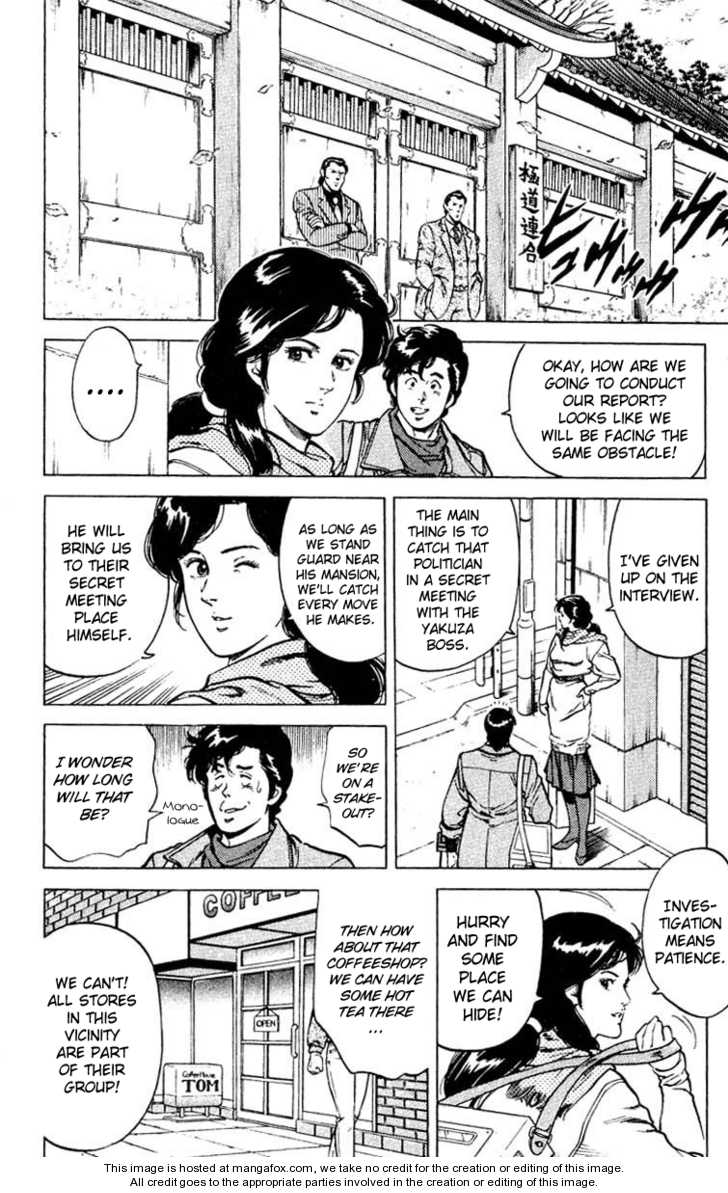 極道連合
OKAY, HOW ARE WE
GOING TO CONDUCT
OUR REPORT?
LOOKS LIKE WE
WILL BE FACING THE
SAME OBSTACLE!
....
I'VE GIVEN
UP ON THE
INTERVIEW.
THE MAIN
THING IS TO
CATCH THAT
POLITICIAN
IN A SECRET
MEETING
WITH THE
YAKUZA
BOSS.
AS LONG AS
WE STAND
GUARD NEAR
HIS MANSION,
WE'LL CATCH
EVERY MOVE
HE MAKES.
HE WILL
BRING US
TO THEIR
SECRET
MEETING
PLACE
HIMSELF.
SO
WE'RE
ON A
STAKE-
OUT?
Mono-
logue
I WONDER
HOW LONG
WILL THAT
BE?
INVES-
TIGATION
MEANS
PATIENCE.
HURRY
AND FIND
SOME
PLACE
WE CAN
HIDE!
THEN HOW
ABOUT THAT
COFFEESHOP?
WE CAN HAVE
SOME HOT
TEA THERE
...
COFFEE
OPEN
Coffee House
TOM
WE CAN'T!
ALL STORES
IN THIS
VICINITY
ARE PART
OF THEIR
GROUP!
This image is hosted at mangafox.com, we take no credit for the creation or editing of this image.
All credit goes to the appropriate parties involved in the creation or editing of this image.